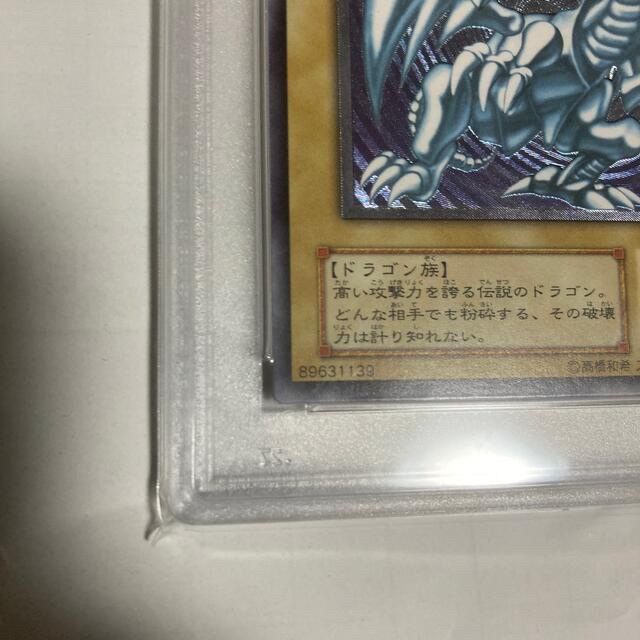 【ドラゴン族】
高い攻撃力を誇る伝説のドラゴン。
どんな相手でも粉砕する、その破壊
力は計り知れない。
89631139 ©高橋和希